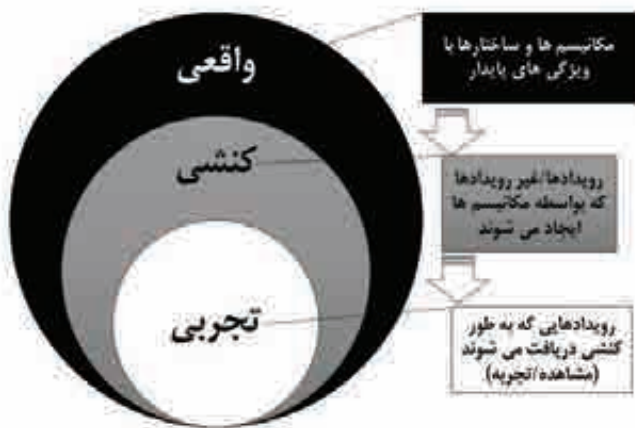 واقعی
کنشی
تجربی
مکانیسم ها و ساختارها با
ویژگی های پایدار
رویدادها/غیر رویدادها
که بواسطه مکانیسم ها
ایجاد می شوند
رویدادهایی که به طور
کنشی دریافت می شوند
(مشاهده/تجربه)